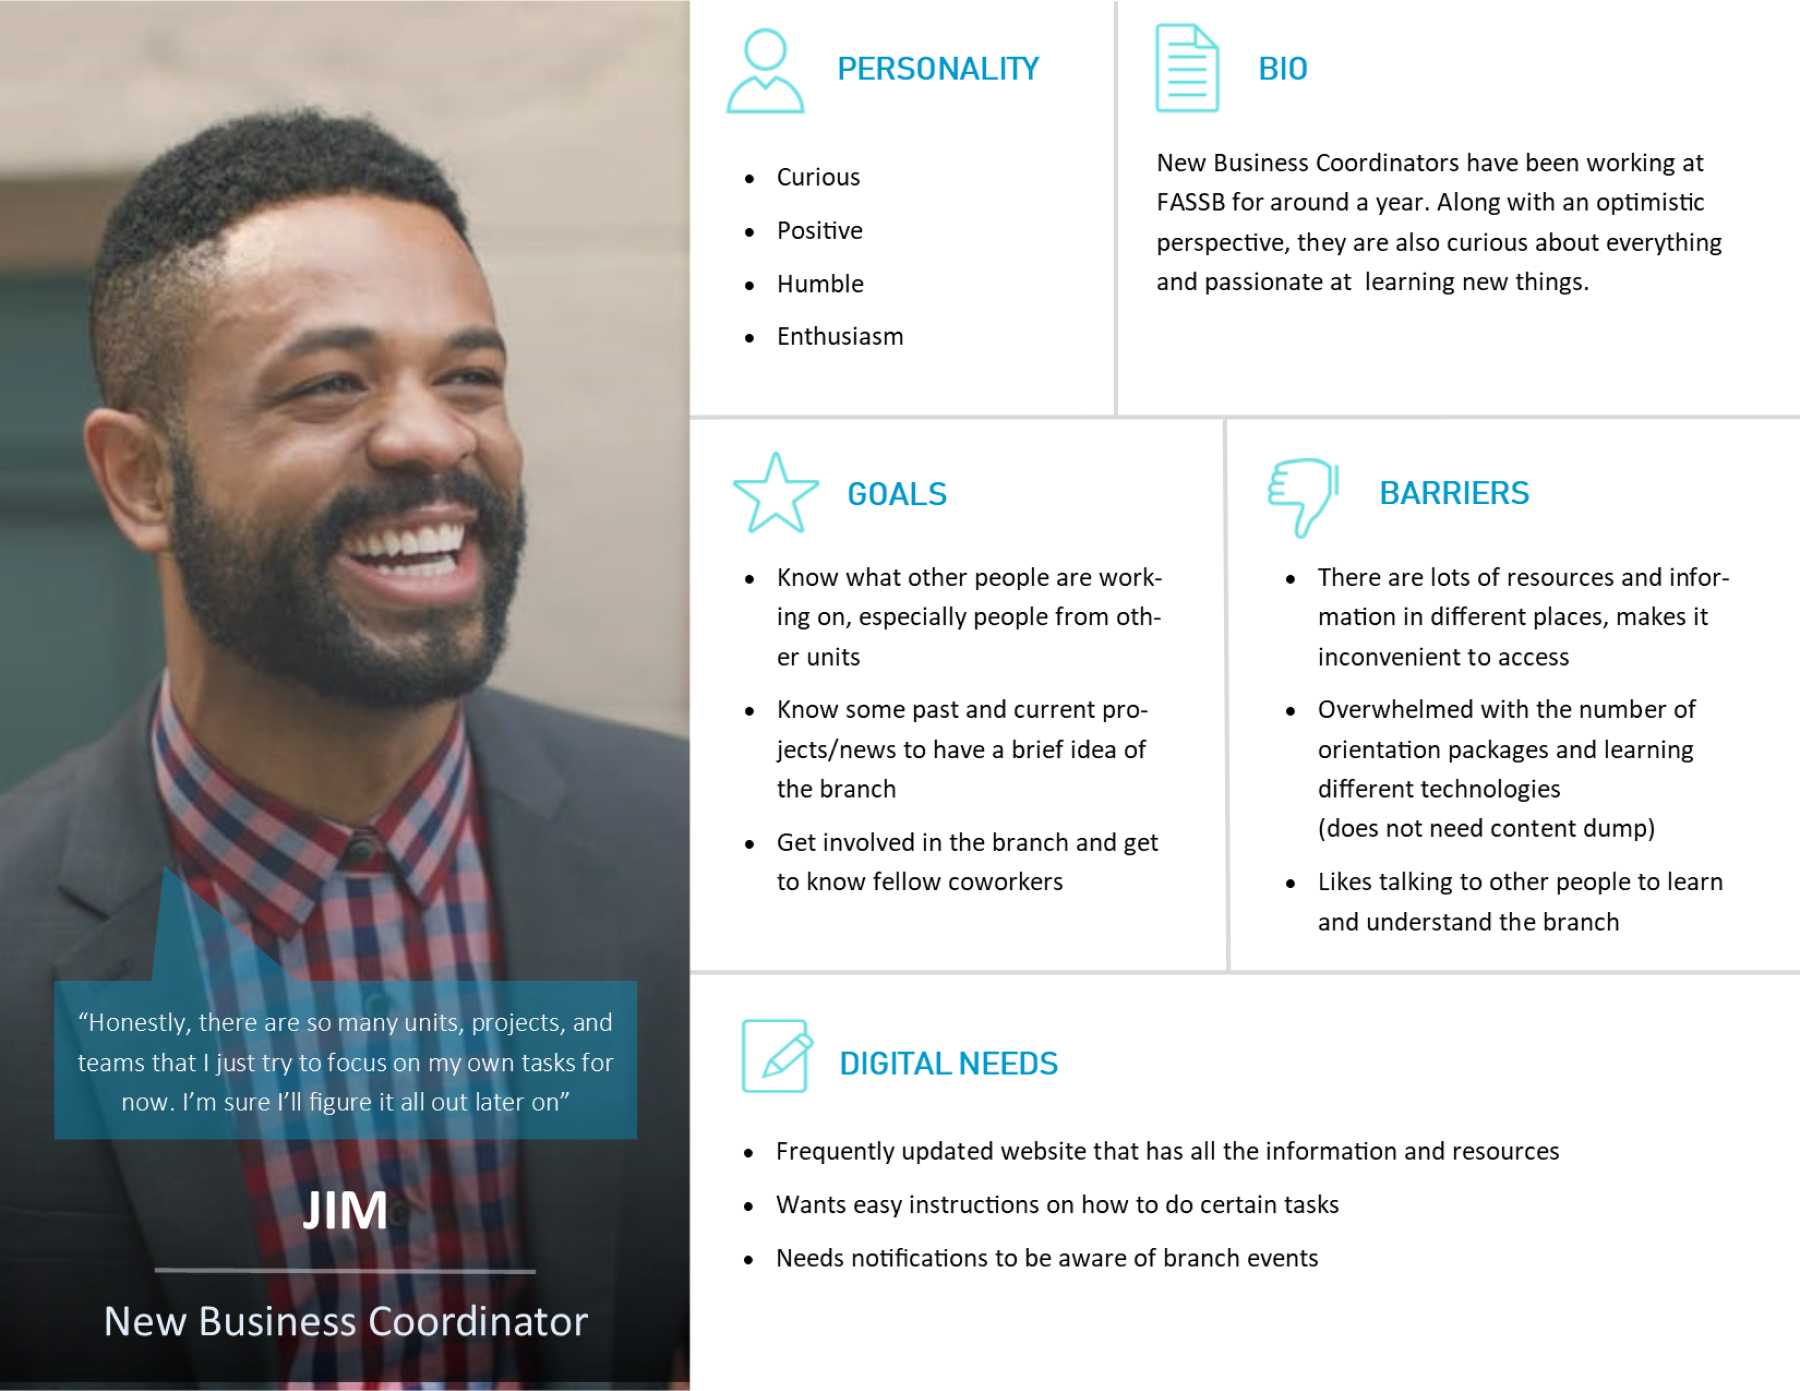 PERSONALITY
• Curious
• Positive
• Humble
• Enthusiasm
BIO
New Business Coordinators have been working at
FASSB for around a year. Along with an optimistic
perspective, they are also curious about everything
and passionate at  learning new things.
GOALS
• Know what other people are work-
ing on, especially people from oth-
er units
• Know some past and current pro-
jects/news to have a brief idea of
the branch
• Get involved in the branch and get
to know fellow coworkers
BARRIERS
• There are lots of resources and infor-
mation in different places, makes it
inconvenient to access
• Overwhelmed with the number of
orientation packages and learning
different technologies
(does not need content dump)
• Likes talking to other people to learn
and understand the branch
“Honestly, there are so many units, projects, and
teams that I just try to focus on my own tasks for
now. I’m sure I’ll figure it all out later on”
JIM
New Business Coordinator
DIGITAL NEEDS
• Frequently updated website that has all the information and resources
• Wants easy instructions on how to do certain tasks
• Needs notifications to be aware of branch events